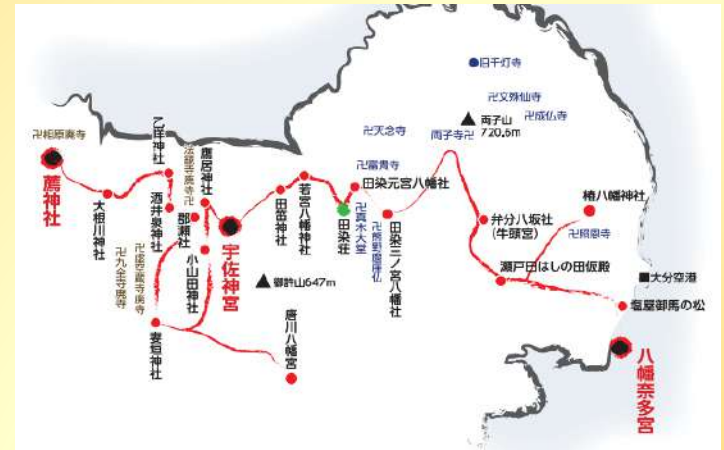 ●旧千灯寺
卍文殊仙寺
卍成仏寺
▲両子山
720.6m
両子寺卍
卍天念寺
卍富貴寺
卍相原廃寺
薦神社
大根川神社
乙咩神社
酒井泉神社
法鏡寺廃寺卍
鷹居神社
郡瀬社
小山田神社
宇佐神宮
卍虚空蔵寺廃寺
卍九全寺廃寺
妻垣神社
▲御許山647m
唐川八幡宮
田笛神社
若宮八幡神社
田染荘
田染元宮八幡社
卍真木大堂
卍熊野磨崖仏
田染三ノ宮八幡社
弁分八坂社
(牛頭宮)
椿八幡神社
卍照恩寺
瀬戸田はしの田仮殿
■大分空港
塩屋御馬の松
八幡奈多宮